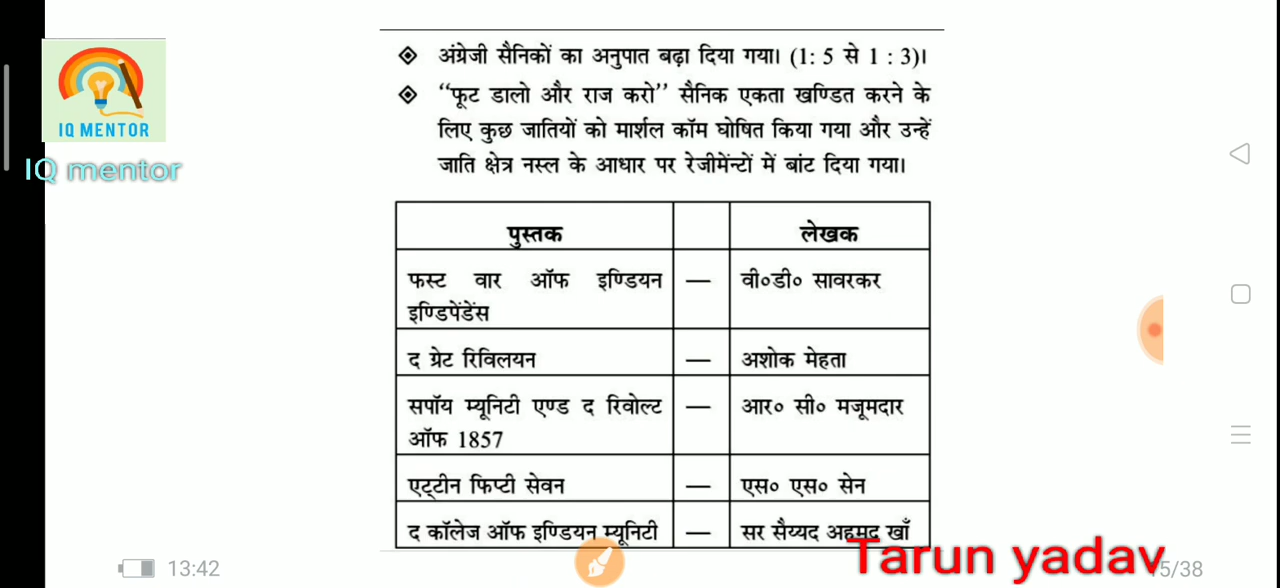 अंग्रेजी सैनिकों का अनुपात बढ़ा दिया गया। (1: 5 से 1 : 3)।
“फूट डालो और राज करो” सैनिक एकता खण्डित करने के
लिए कुछ जातियों को मार्शल कॉम घोषित किया गया और उन्हें
जाति क्षेत्र नस्ल के आधार पर रेजीमेंन्टों में बांट दिया गया।
IQ MENTOR
IQ mentor
पुस्तक लेखक
फस्ट वार ऑफ इण्डियन — वी०डी० सावरकर
इण्डिपेंडेंस
द ग्रेट रिविलयन — अशोक मेहता
सपॉय म्यूनिटी एण्ड द रिवोल्ट — आर० सी० मजूमदार
ऑफ 1857
एट्टीन फिप्टी सेवन — एस० एस० सेन
द कॉलेज ऑफ इण्डियन म्यूनिटी — सर सैय्यद अहमद खाँ
Tarun yadav
13:42
5/38